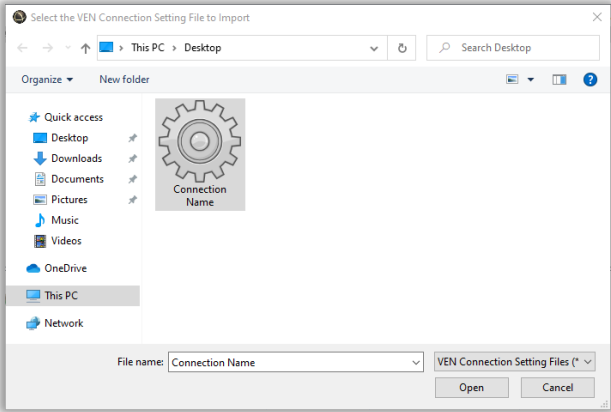 Select the VEN Connection Setting File to Import
This PC > Desktop
Search Desktop
Organize
New folder
Quick access
Desktop
Downloads
Documents
Pictures
Music
Videos
OneDrive
This PC
Network
Connection
Name
File name: Connection Name
VEN Connection Setting Files (*
Open
Cancel